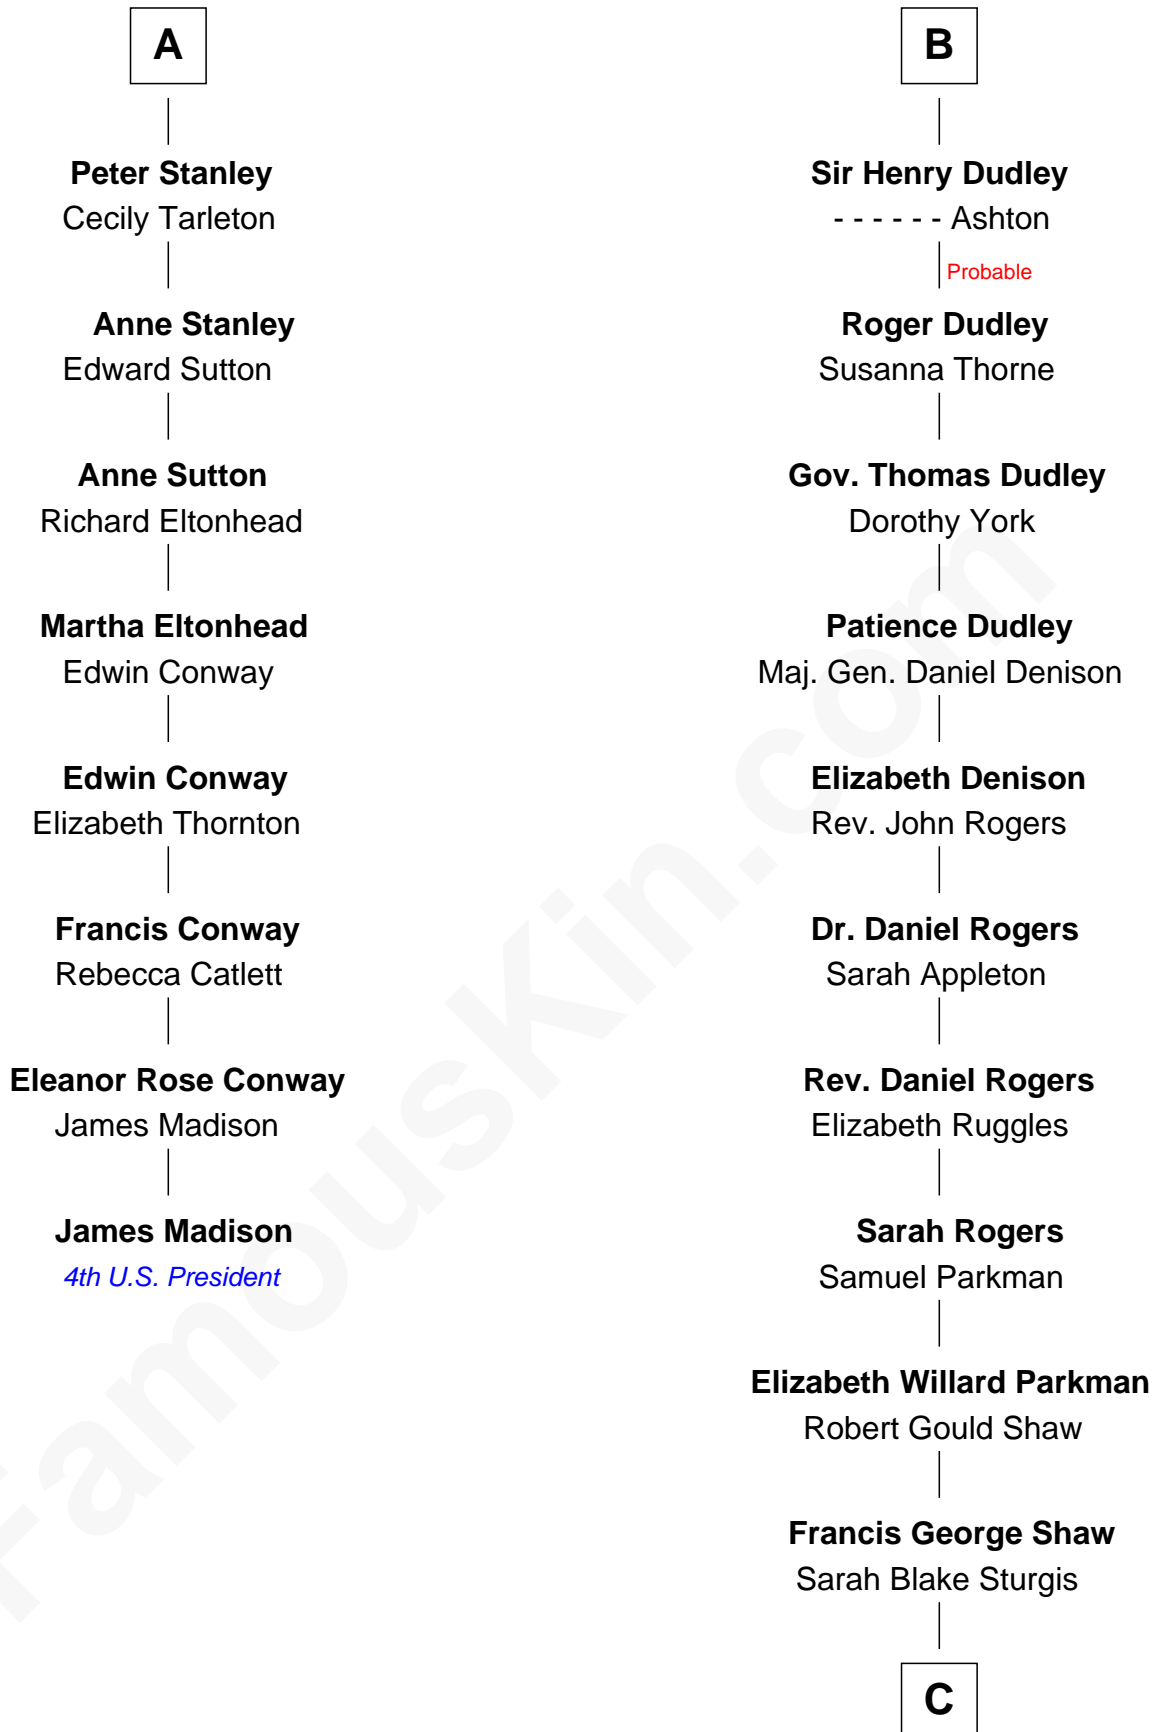 A
Peter Stanley
Cecily Tarleton
Anne Stanley
Edward Sutton
Anne Sutton
Richard Eltonhead
Martha Eltonhead
Edwin Conway
Edwin Conway
Elizabeth Thornton
Francis Conway
Rebecca Catlett
Eleanor Rose Conway
James Madison
James Madison
4th U.S. President
B
Sir Henry Dudley
- - - - - - Ashton
Probable
Roger Dudley
Susanna Thorne
Gov. Thomas Dudley
Dorothy York
Patience Dudley
Maj. Gen. Daniel Denison
Elizabeth Denison
Rev. John Rogers
Dr. Daniel Rogers
Sarah Appleton
Rev. Daniel Rogers
Elizabeth Ruggles
Sarah Rogers
Samuel Parkman
Elizabeth Willard Parkman
Robert Gould Shaw
Francis George Shaw
Sarah Blake Sturgis
C
FamousKin.com